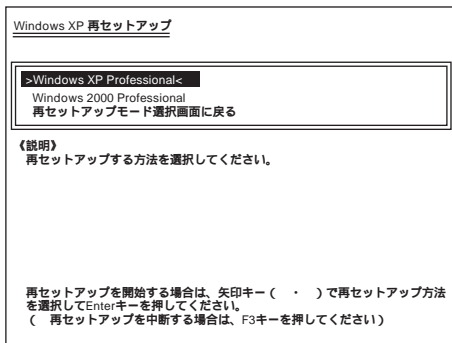 Windows XP 再セットアップ
>Windows XP Professional<
Windows 2000 Professional
再セットアップモード選択画面に戻る
《説明》
再セットアップする方法を選択してください。
再セットアップを開始する場合は、矢印キー( ・ )で再セットアップ方法
を選択してEnterキーを押してください。
( 再セットアップを中断する場合は、F3キーを押してください)